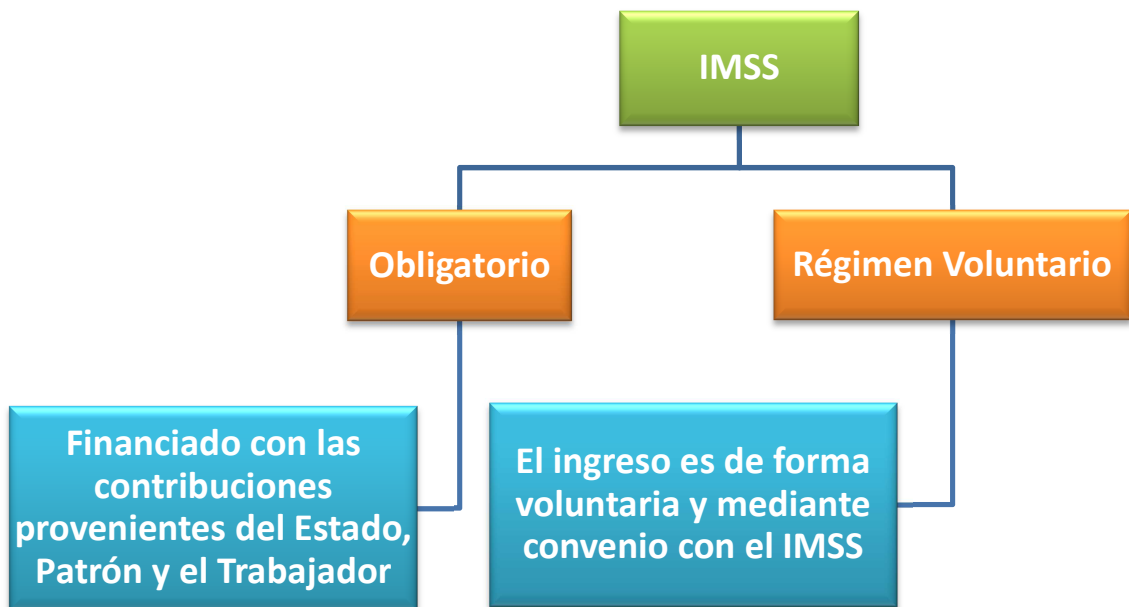 IMSS
Obligatorio
Régimen Voluntario
Financiado con las
contribuciones
provenientes del Estado,
Patrón y el Trabajador
El ingreso es de forma
voluntaria y mediante
convenio con el IMSS